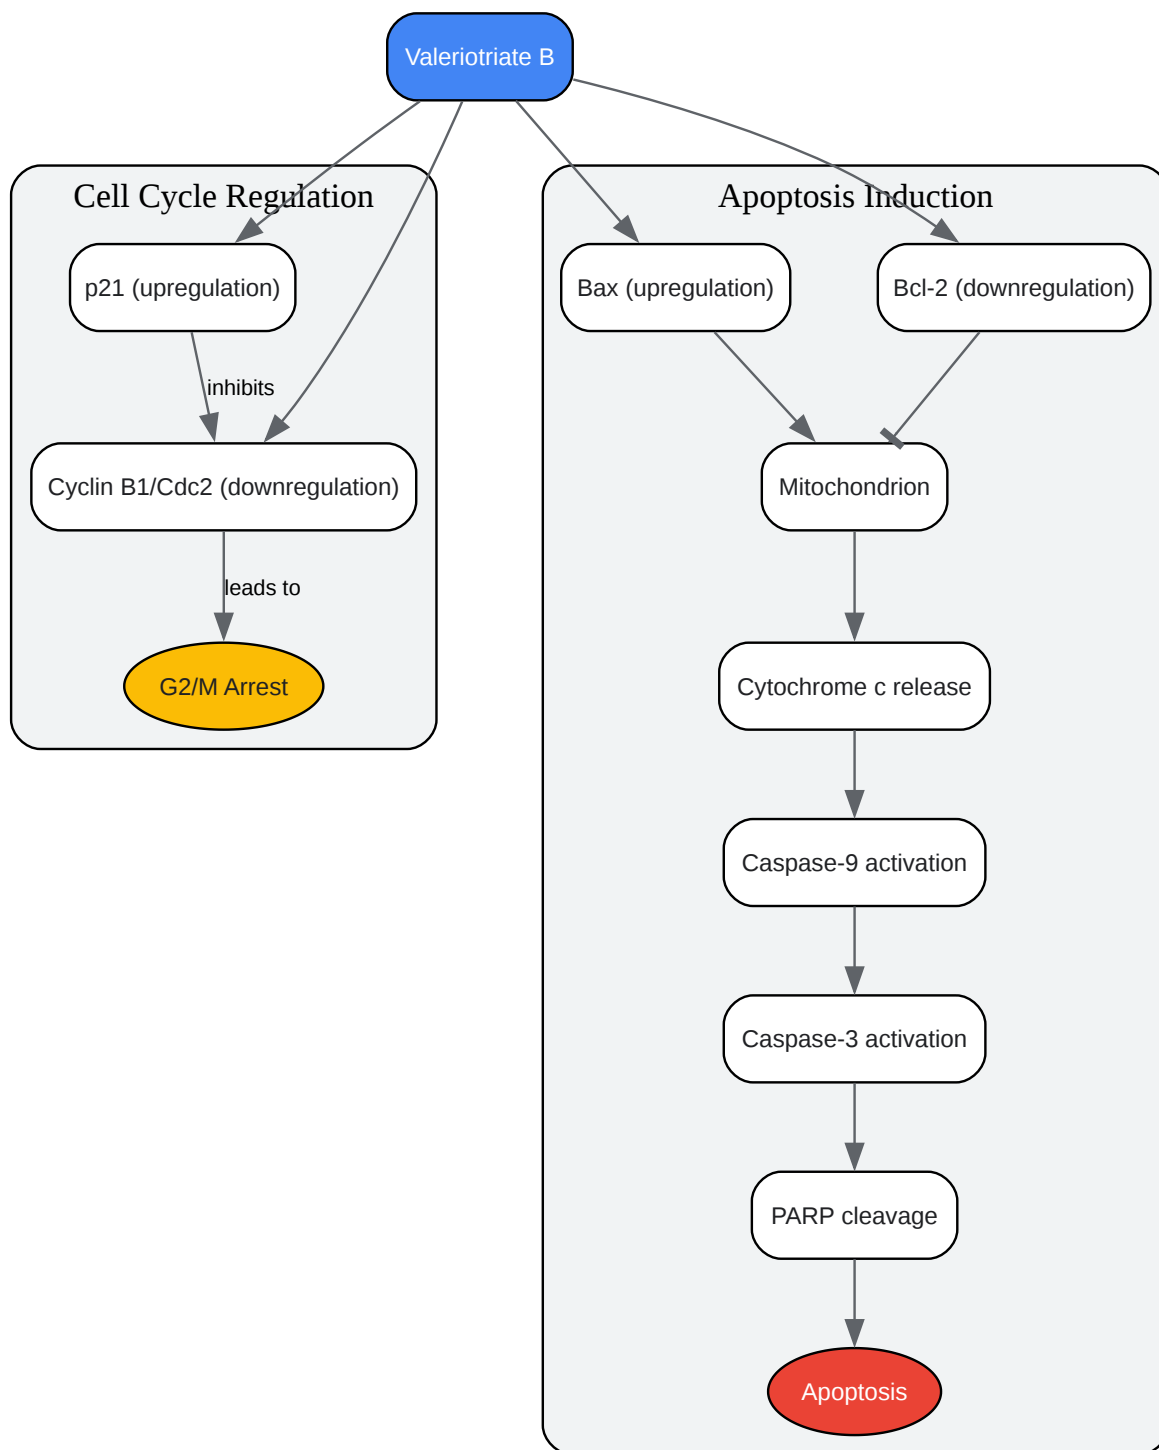 Valeriotriate B
Cell Cycle Regulation
p21 (upregulation)
inhibits
Cyclin B1/Cdc2 (downregulation)
leads to
G2/M Arrest
Apoptosis Induction
Bax (upregulation)
Bcl-2 (downregulation)
Mitochondrion
Cytochrome c release
Caspase-9 activation
Caspase-3 activation
PARP cleavage
Apoptosis